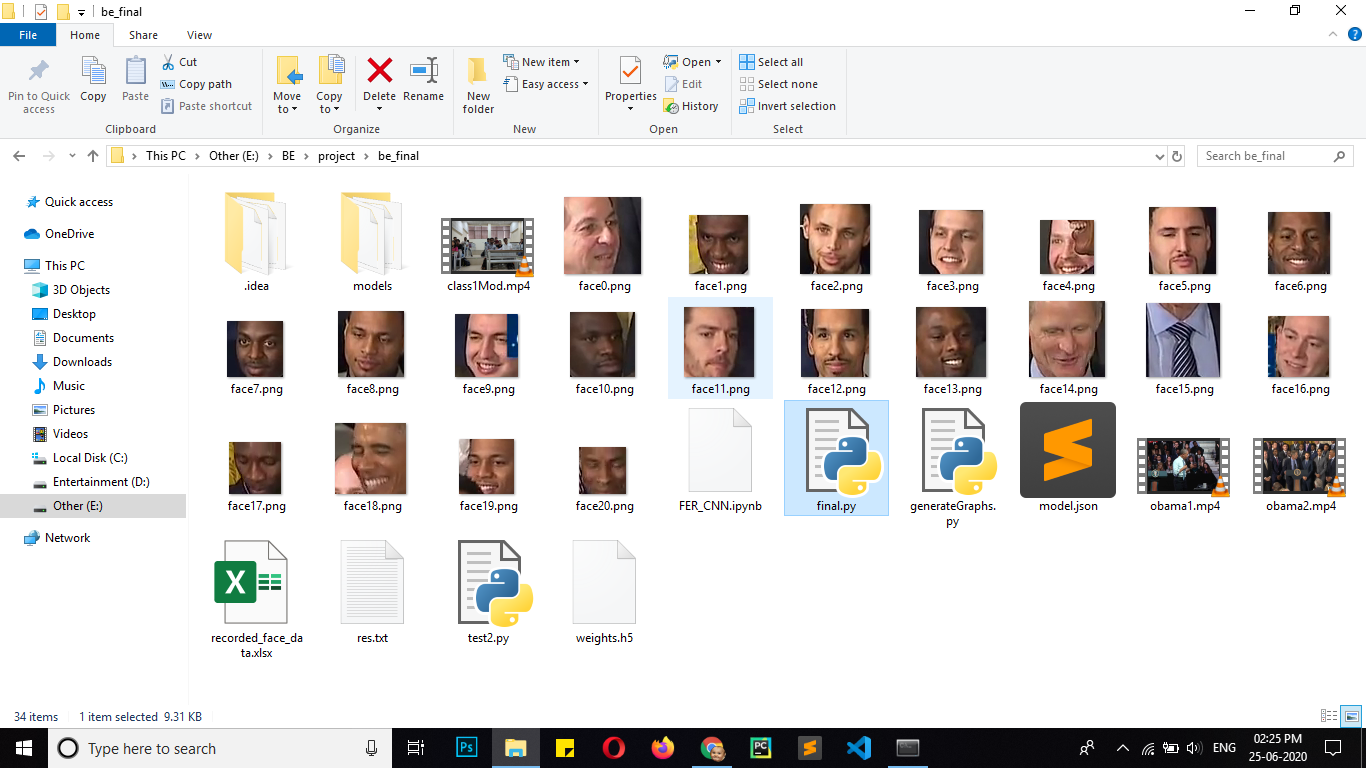 be_final
File Home Share View
Pin to Quick access
Copy
Paste
Cut
Copy path
Paste shortcut
Clipboard
Move to
Copy to
Delete
Rename
Organize
New folder
New item
Easy access
New
Properties
Open
Edit
History
Open
Select all
Select none
Invert selection
Select
This PC > Other (E:) > BE > project > be_final
Search be_final
Quick access
OneDrive
This PC
3D Objects
Desktop
Documents
Downloads
Music
Pictures
Videos
Local Disk (C:)
Entertainment (D:)
Other (E:)
Network
.idea models class1Mod.mp4 face0.png face1.png face2.png face3.png face4.png face5.png face6.png
face7.png face8.png face9.png face10.png face11.png face12.png face13.png face14.png face15.png face16.png
face17.png face18.png face19.png face20.png FER_CNN.ipynb final.py generateGraphs.py model.json obama1.mp4 obama2.mp4
recorded_face_data.xlsx res.txt test2.py weights.h5
34 items 1 item selected 9.31 KB
Type here to search
Ps
PC
ENG
02:25 PM
25-06-2020